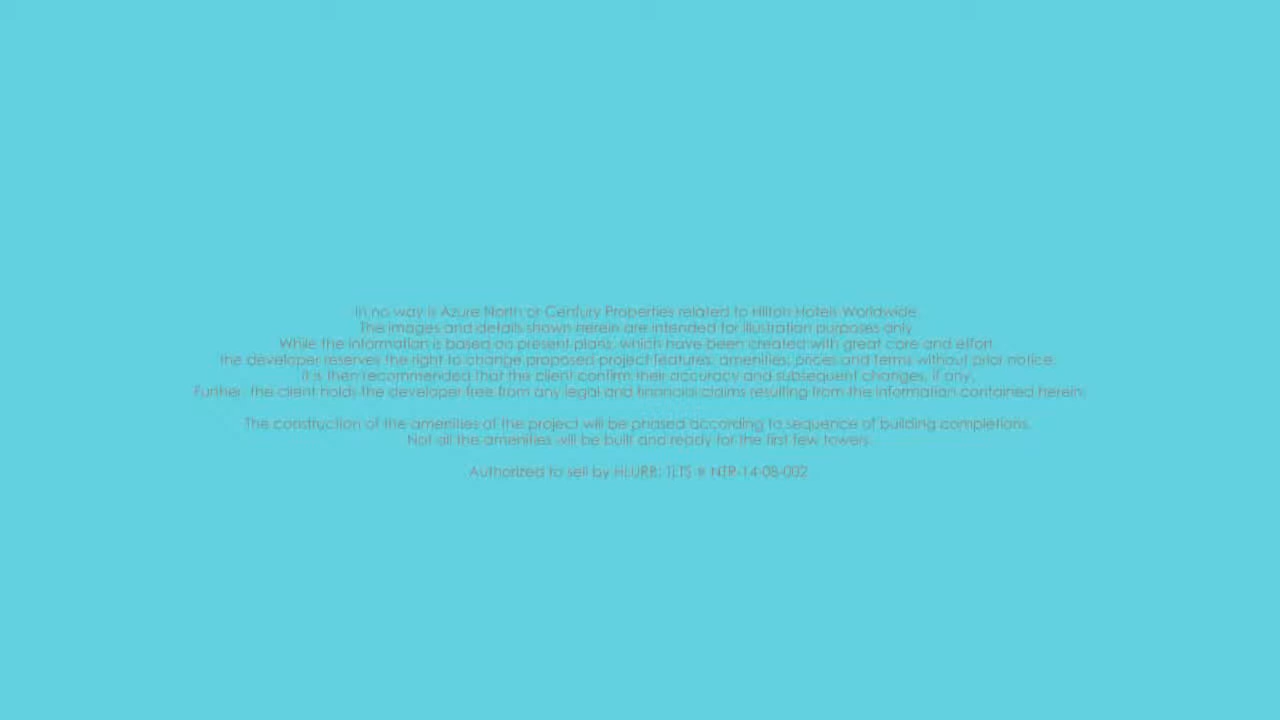 In no way is Azure North or Century Properties related to Hilton Hotels Worldwide.
The images and details shown herein are intended for illustration purposes only.
While the information is based on present plans, which have been created with great care and effort,
the developer reserves the right to change proposed project features, amenities, prices and terms without prior notice.
It is then recommended that the client confirm their accuracy and subsequent changes, if any.
Further, the client holds the developer free from any legal and financial claims resulting from the information contained herein.
The construction of the amenities of the project will be phased according to sequence of building completions.
Not all the amenities will be built and ready for the first few towers.
Authorized to sell by HLURB: TLTS # NTR-14-08-002